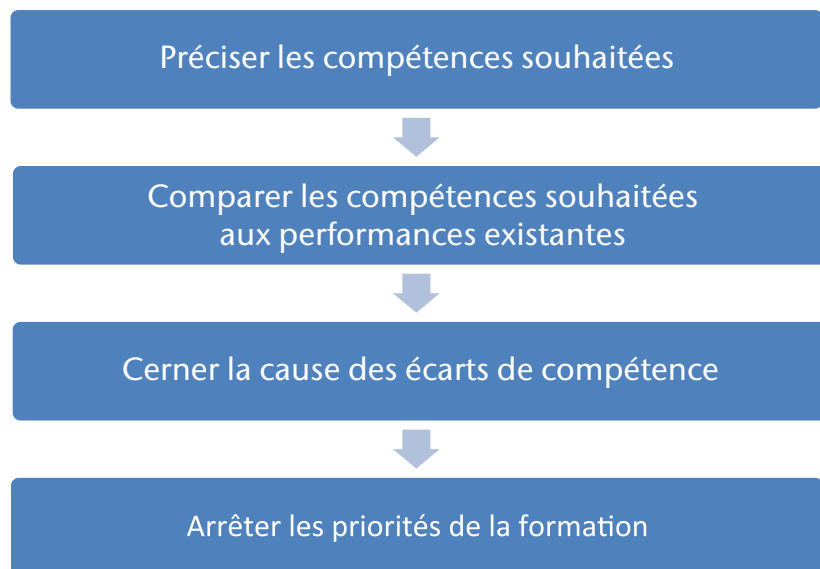 Préciser les compétences souhaitées
Comparer les compétences souhaitées
aux performances existantes
Cerner la cause des écarts de compétence
Arrêter les priorités de la formation